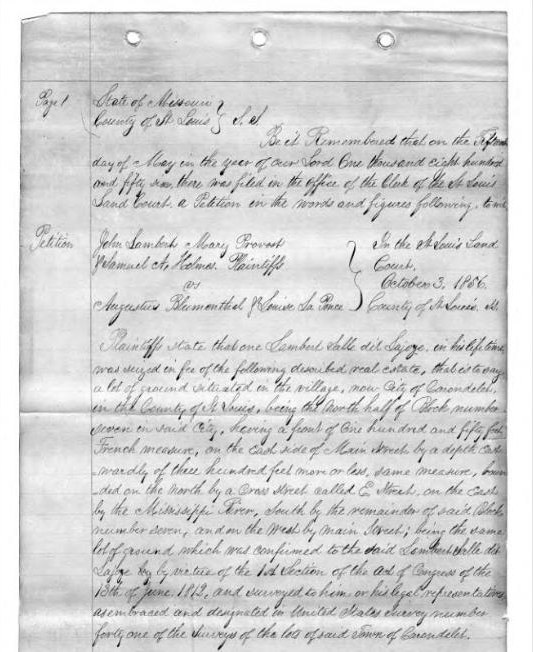 Page 1
State of Missouri
County of St Louis } S.S
Be it Remembered that on the Fifteenth
day of May in the year of our Lord One thousand eight hundred
and fifty six there was filed in the Office of the Clerk of the St Louis
Land Court, a Petition in the words and figures following, to wit
Petition
John Lambert Mary Provost
& Samuel A. Holmes. Plaintiffs
vs
Augustus Blumenthal & Louise La Ponce
In the St Louis Land
Court.
October 3. 1856.
County of St Louis, ss.
Plaintiffs state that one Lambert Salle dit Lajoye, in his life time
was seized in fee of the following described real estate, that is to say
a lot of ground situated in the village, now City of Carondelet,
in the County of St Louis, being the North half of Block number
seven in said City, having a front of One hundred and fifty feet
French measure, on the East side of Main Street by a depth East-
-wardly of three hundred feet more or less, same measure, boun-
-ded on the North by a Cross Street called E Street, on the East
by the Mississippi River, South by the remainder of said Block
number seven, and on the West by Main Street; being the same
lot of ground which was confirmed to the said Lambert Salle dit
Lajoye by by virtue of the 1st Section of the act of Congress of the
13th of June, 1812, and surveyed to him or his legal representatives
as embraced and designated in United States Survey number
forty one of the Surveys of the lots of said Town of Carondelet.